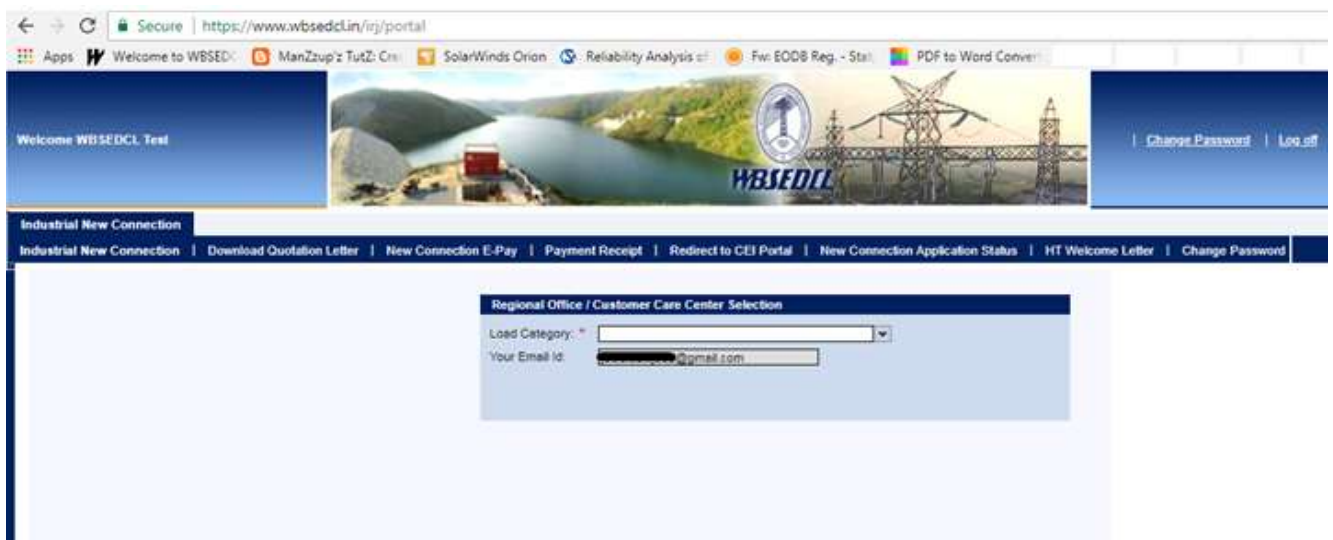 Secure | https://www.wbsedcl.in/irj/portal
Apps Welcome to WBSEDC ManZzup'z TutZ: Cre SolarWinds Orion Reliability Analysis of Fw: EODB Reg. - Stat PDF to Word Convert
Welcome WBSEDCL Test
WBSEDCL
| Change Password | Log off
Industrial New Connection
Industrial New Connection | Download Quotation Letter | New Connection E-Pay | Payment Receipt | Redirect to CEI Portal | New Connection Application Status | HT Welcome Letter | Change Password
Regional Office / Customer Care Center Selection
Load Category: *
Your Email Id: @gmail.com